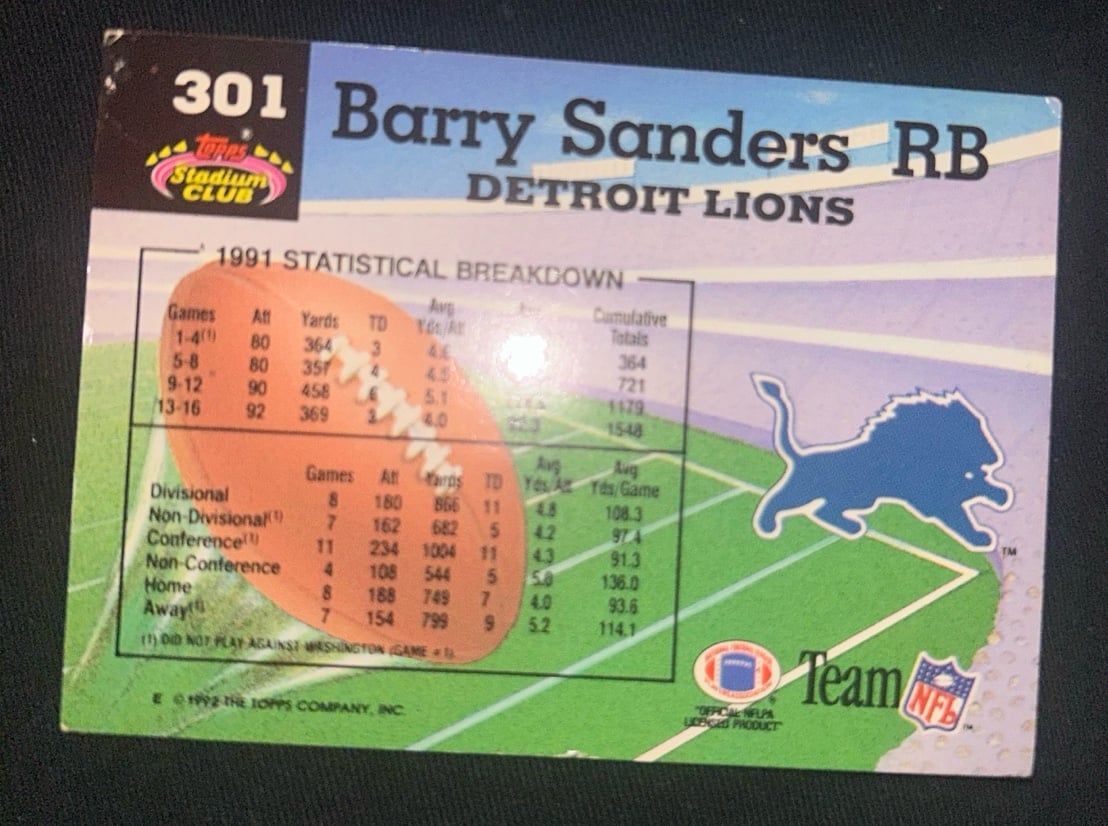 301
Topps
Stadium
CLUB
Barry Sanders RB
DETROIT LIONS
1991 STATISTICAL BREAKDOWN
Games Att Yards TD Avg Yds/Att Cumulative Totals
1-4(1) 80 364 3 4.6 364
5-8 80 357 4 4.5 721
9-12 90 458 6 5.1 1179
13-16 92 369 3 4.0 1548
Games Att Yards TD Avg Yds/Att Avg Yds/Game
Divisional 8 180 866 11 4.8 108.3
Non-Divisional(1) 7 162 682 5 4.2 97.4
Conference(1) 11 234 1004 11 4.3 91.3
Non-Conference 4 108 544 5 5.0 136.0
Home 8 188 749 7 4.0 93.6
Away(1) 7 154 799 9 5.2 114.1
(1) DID NOT PLAY AGAINST WASHINGTON (GAME #1).
E © 1992 THE TOPPS COMPANY, INC.
"OFFICIAL NFLPA
LICENSED PRODUCT"
Team NFL
TM